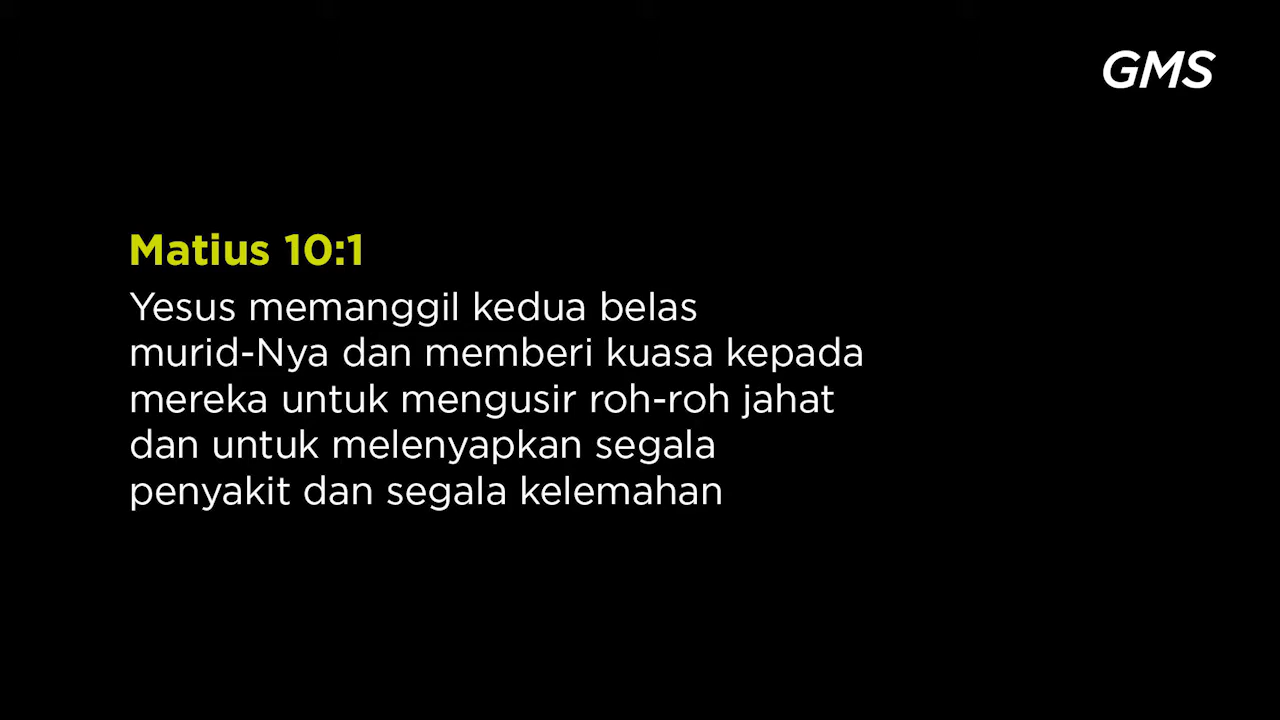 GMS
Matius 10:1
Yesus memanggil kedua belas
murid-Nya dan memberi kuasa kepada
mereka untuk mengusir roh-roh jahat
dan untuk melenyapkan segala
penyakit dan segala kelemahan